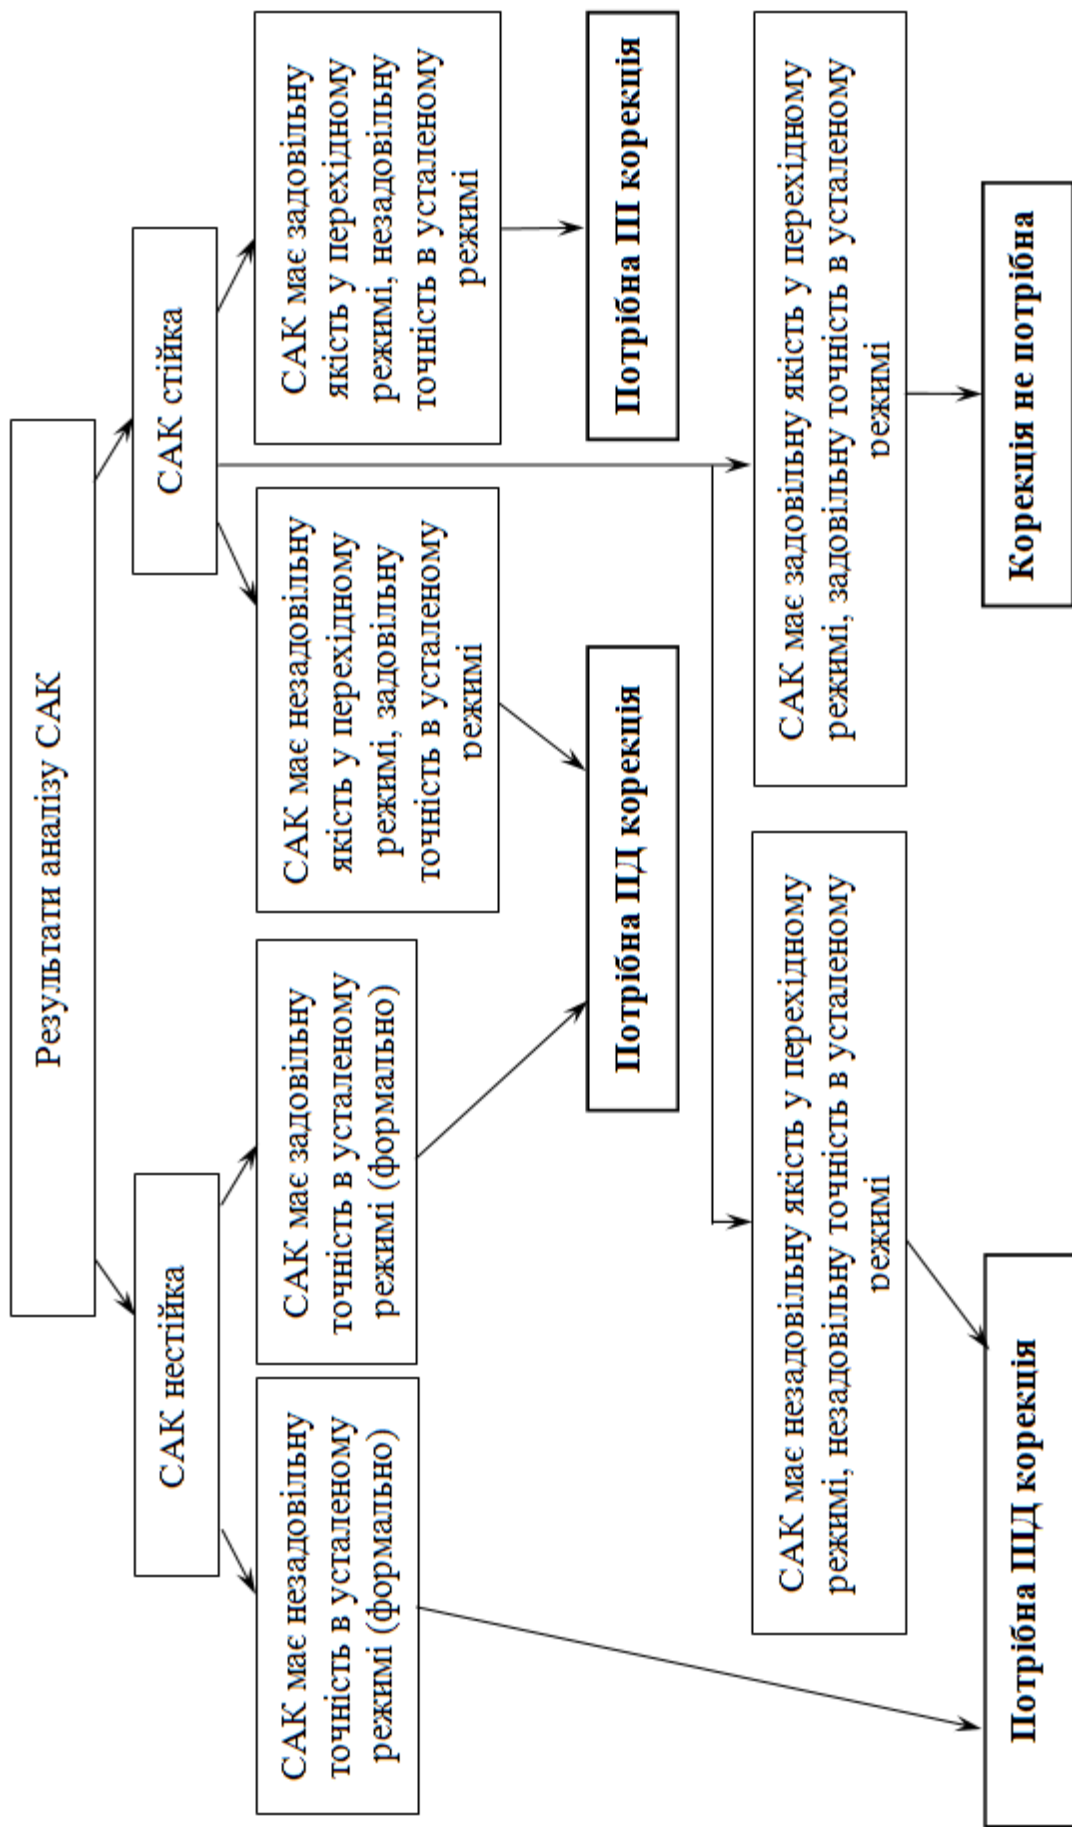 Результати аналізу САК
САК нестійка
САК стійка
САК має незадовільну
точність в усталеному
режимі (формально)
САК має задовільну
точність в усталеному
режимі (формально)
САК має незадовільну
якість у перехідному
режимі, задовільну
точність в усталеному
режимі
САК має задовільну
якість у перехідному
режимі, незадовільну
точність в усталеному
режимі
Потрібна ПД корекція
Потрібна ПІ корекція
САК має незадовільну якість у перехідному
режимі, незадовільну точність в усталеному
режимі
САК має задовільну якість у перехідному
режимі, задовільну точність в усталеному
режимі
Потрібна ПІД корекція
Корекція не потрібна